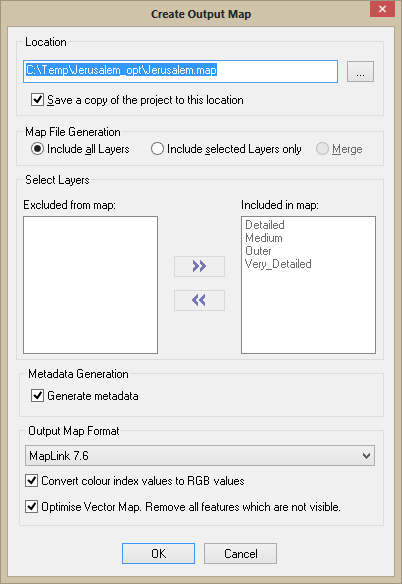 Create Output Map
Location
C:\Temp\Jerusalem_opt\Jerusalem.map
...
Save a copy of the project to this location
Map File Generation
Include all Layers
Include selected Layers only
Merge
Select Layers
Excluded from map:
Included in map:
Detailed
Medium
Outer
Very_Detailed
Metadata Generation
Generate metadata
Output Map Format
MapLink 7.6
Convert colour index values to RGB values
Optimise Vector Map. Remove all features which are not visible.
OK
Cancel